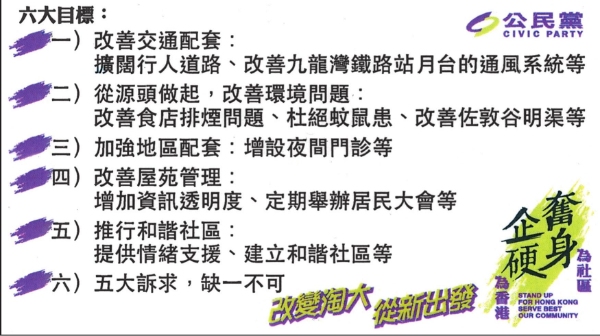 六大目標：
公民黨
CIVIC PARTY
一）改善交通配套：
擴闊行人道路、改善九龍灣鐵路站月台的通風系統等
二）從源頭做起，改善環境問題：
改善食店排煙問題、杜絕蚊鼠患、改善佐敦谷明渠等
三）加強地區配套：增設夜間門診等
四）改善屋苑管理：
增加資訊透明度、定期舉辦居民大會等
五）推行和諧社區：
提供情緒支援、建立和諧社區等
六）五大訴求，缺一不可
改變淘大 從新出發
奮身
企硬
為社區
為香港
STAND UP
FOR HONG KONG
SERVE BEST
OUR COMMUNITY